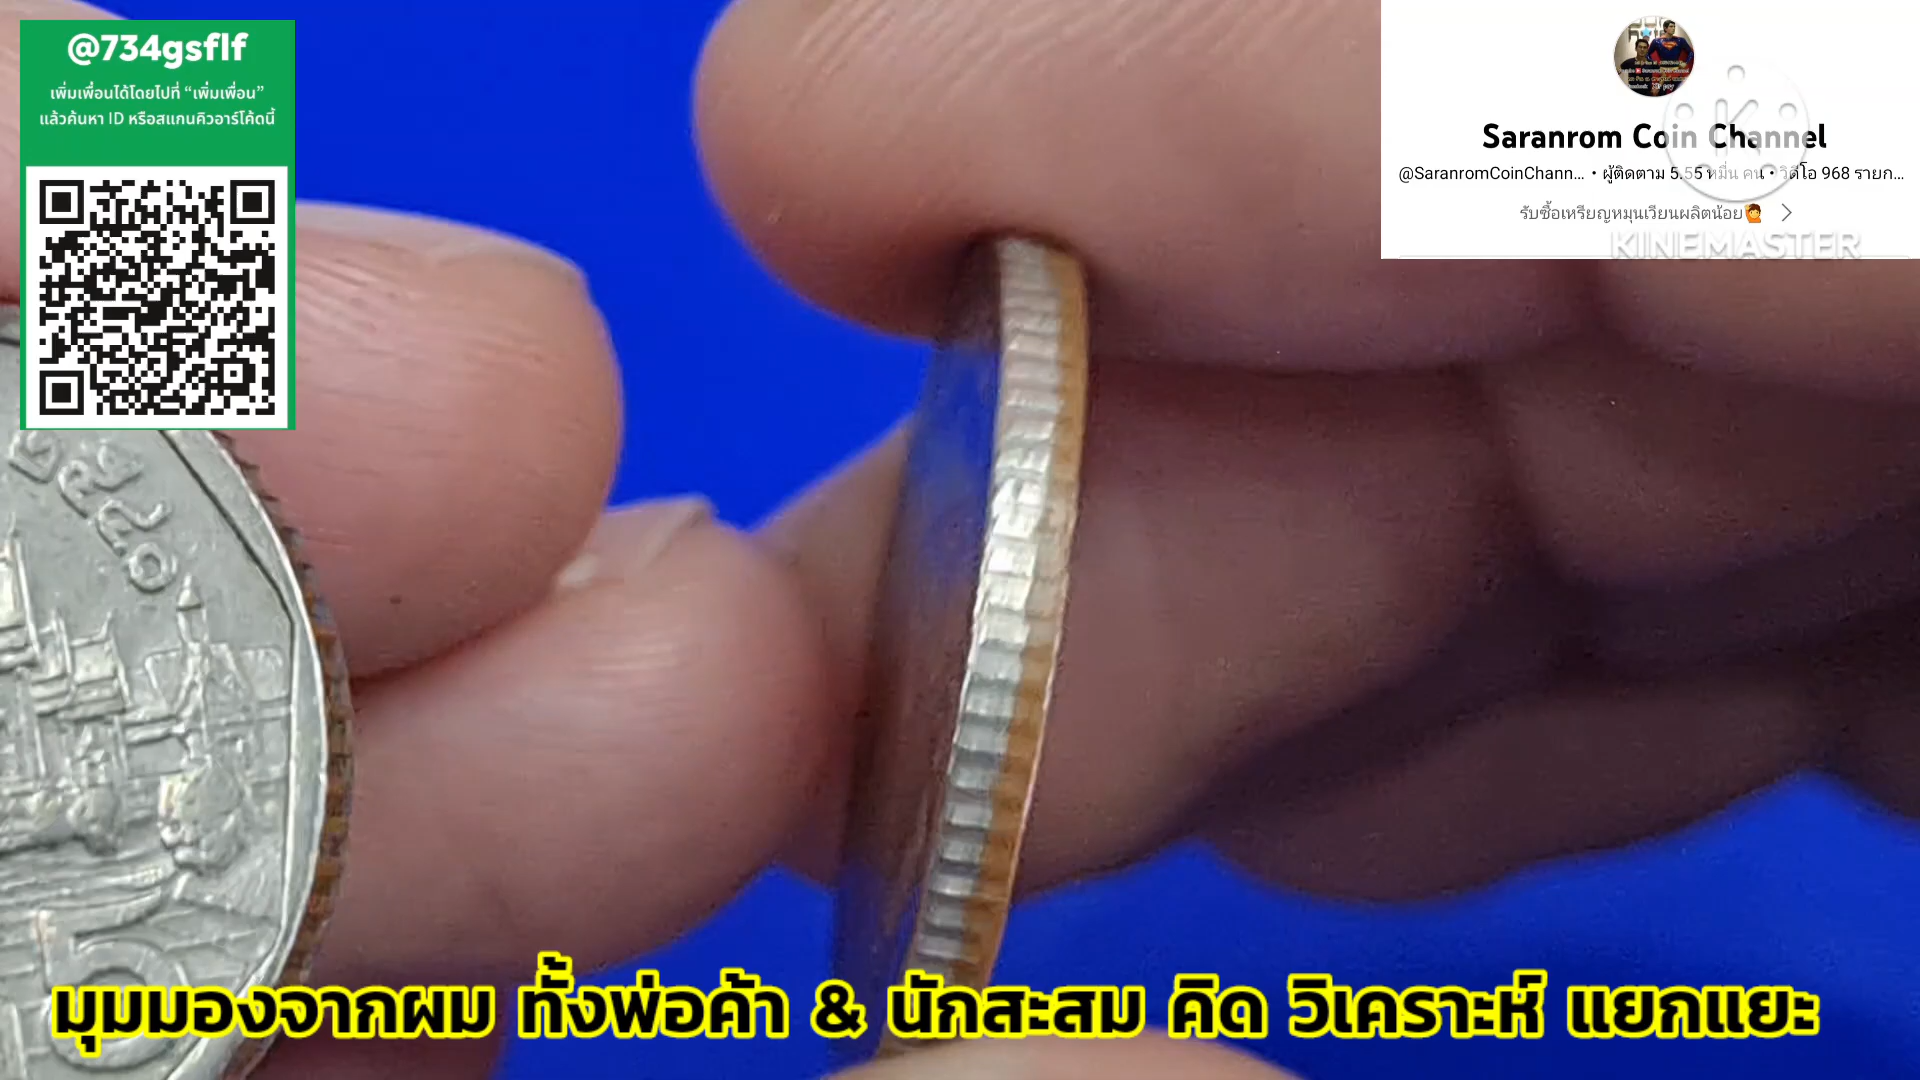 @734gsflf
เพิ่มเพื่อนได้โดยไปที่ “เพิ่มเพื่อน”
แล้วค้นหา ID หรือสแกนคิวอาร์โค้ดนี้
Saranrom Coin Channel
@SaranromCoinChann... • ผู้ติดตาม 5.55 หมื่น คน • วิดีโอ 968 รายก...
รับซื้อเหรียญหมุนเวียนผลิตน้อย🙋 >
KINEMASTER
๒๕๔๐
๕
มุมมองจากผม ทั้งพ่อค้า & นักสะสม คิด วิเคราะห์ แยกแยะ